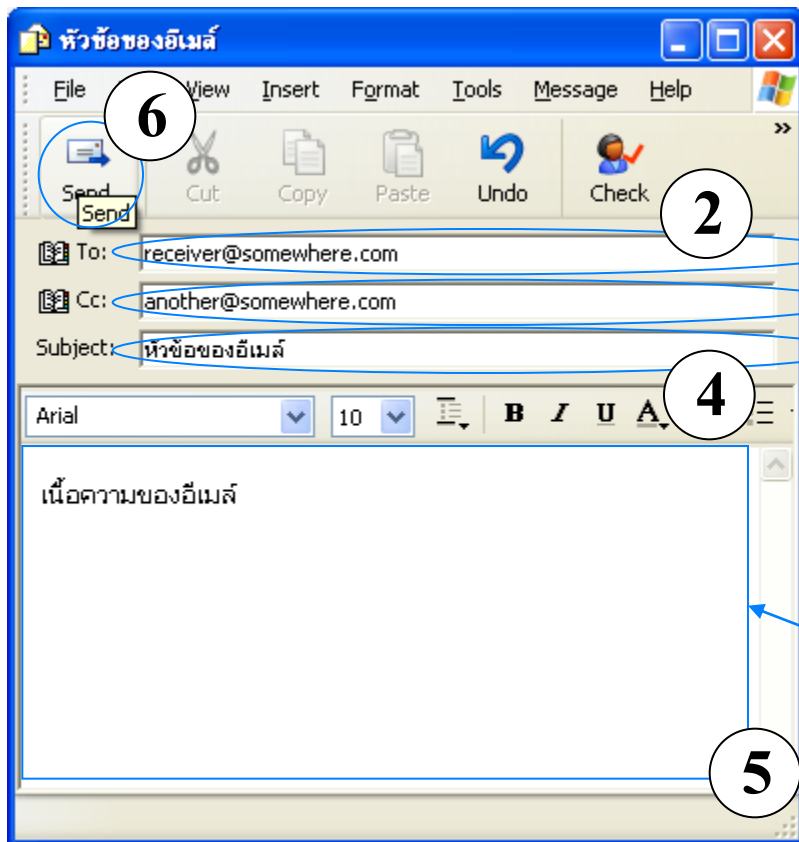 หัวข้อของอีเมล์
File View Insert Format Tools Message Help
6
Send Cut Copy Paste Undo Check »
Send
2
To: receiver@somewhere.com
Cc: another@somewhere.com
Subject: หัวข้อของอีเมล์
4
Arial 10 B I U A
เนื้อความของอีเมล์
5